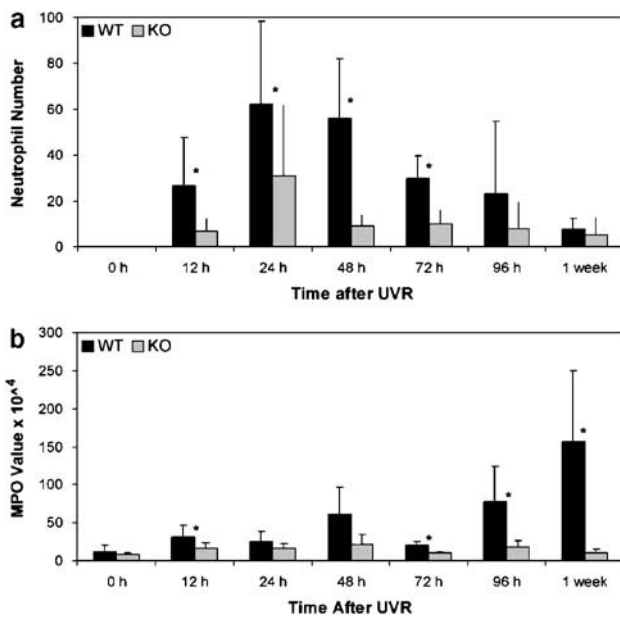 a
WT KO
100
80
60
40
20
0
Neutrophil Number
*
*
*
*
0 h 12 h 24 h 48 h 72 h 96 h 1 week
Time after UVR
b
WT KO
300
250
200
150
100
50
0
MPO Value x 10^4
*
*
*
*
0 h 12 h 24 h 48 h 72 h 96 h 1 week
Time After UVR